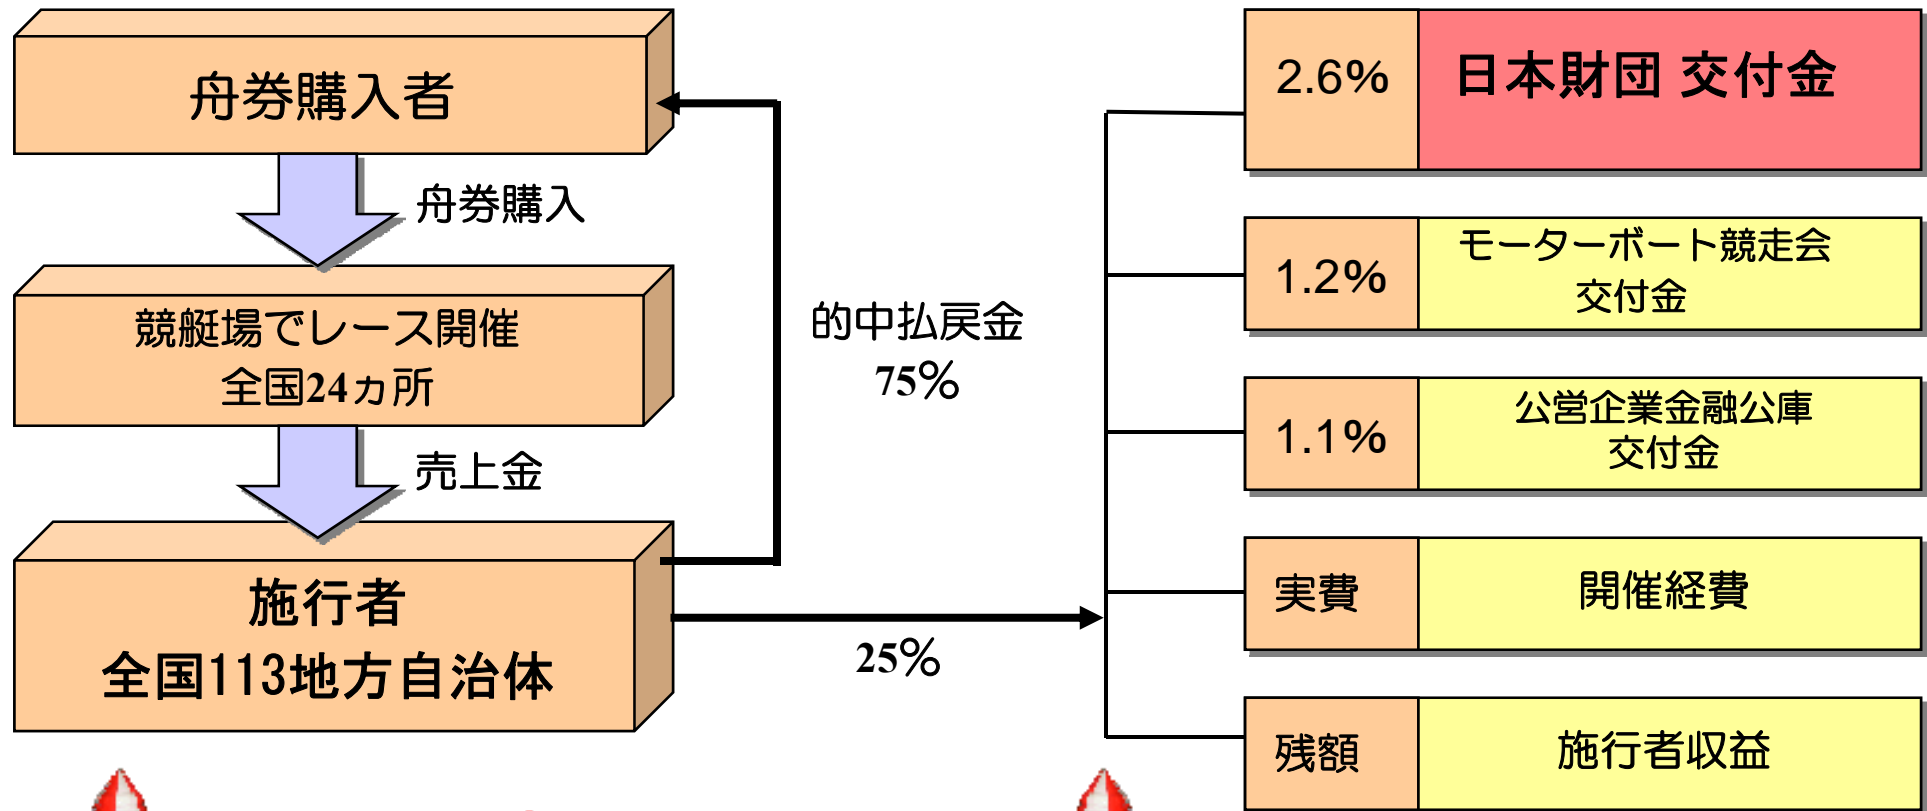 舟券購入者
舟券購入
競艇場でレース開催
全国24ヵ所
売上金
施行者
全国113地方自治体
的中払戻金
75%
25%
2.6%
日本財団 交付金
1.2%
モーターボート競走会
交付金
1.1%
公営企業金融公庫
交付金
実費
開催経費
残額
施行者収益